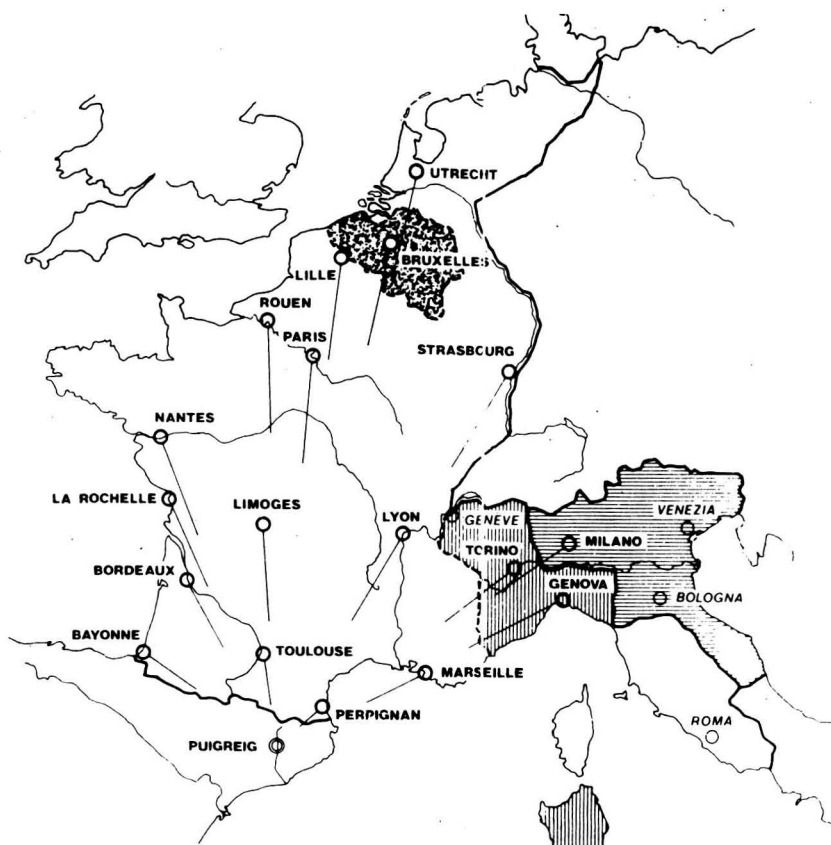 UTRECHT
BRUXELLES
LILLE
ROUEN
PARIS
STRASBOURG
NANTES
LA ROCHELLE
LIMOGES
LYON
GENÈVE
VENEZIA
MILANO
TORINO
BORDEAUX
GENOVA
BOLOGNA
BAYONNE
TOULOUSE
MARSEILLE
PERPIGNAN
ROMA
PUIGREIG